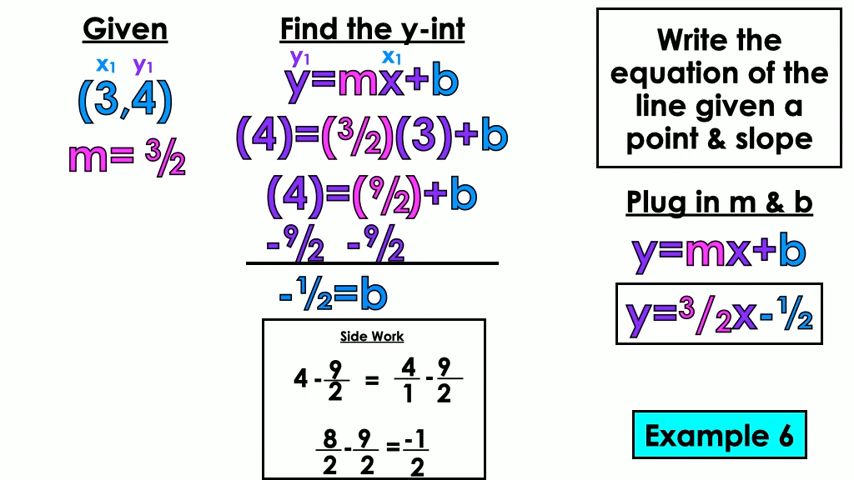 Given
x₁ y₁
(3,4)
m= ³⁄₂
Find the y-int
y₁ x₁
y=mx+b
(4)=(³⁄₂)(3)+b
(4)=(⁹⁄₂)+b
-⁹⁄₂ -⁹⁄₂
-½=b
Side Work
4 - 9/2 = 4/1 - 9/2
8/2 - 9/2 = -1/2
Write the
equation of the
line given a
point & slope
Plug in m & b
y=mx+b
y=³⁄₂x-½
Example 6